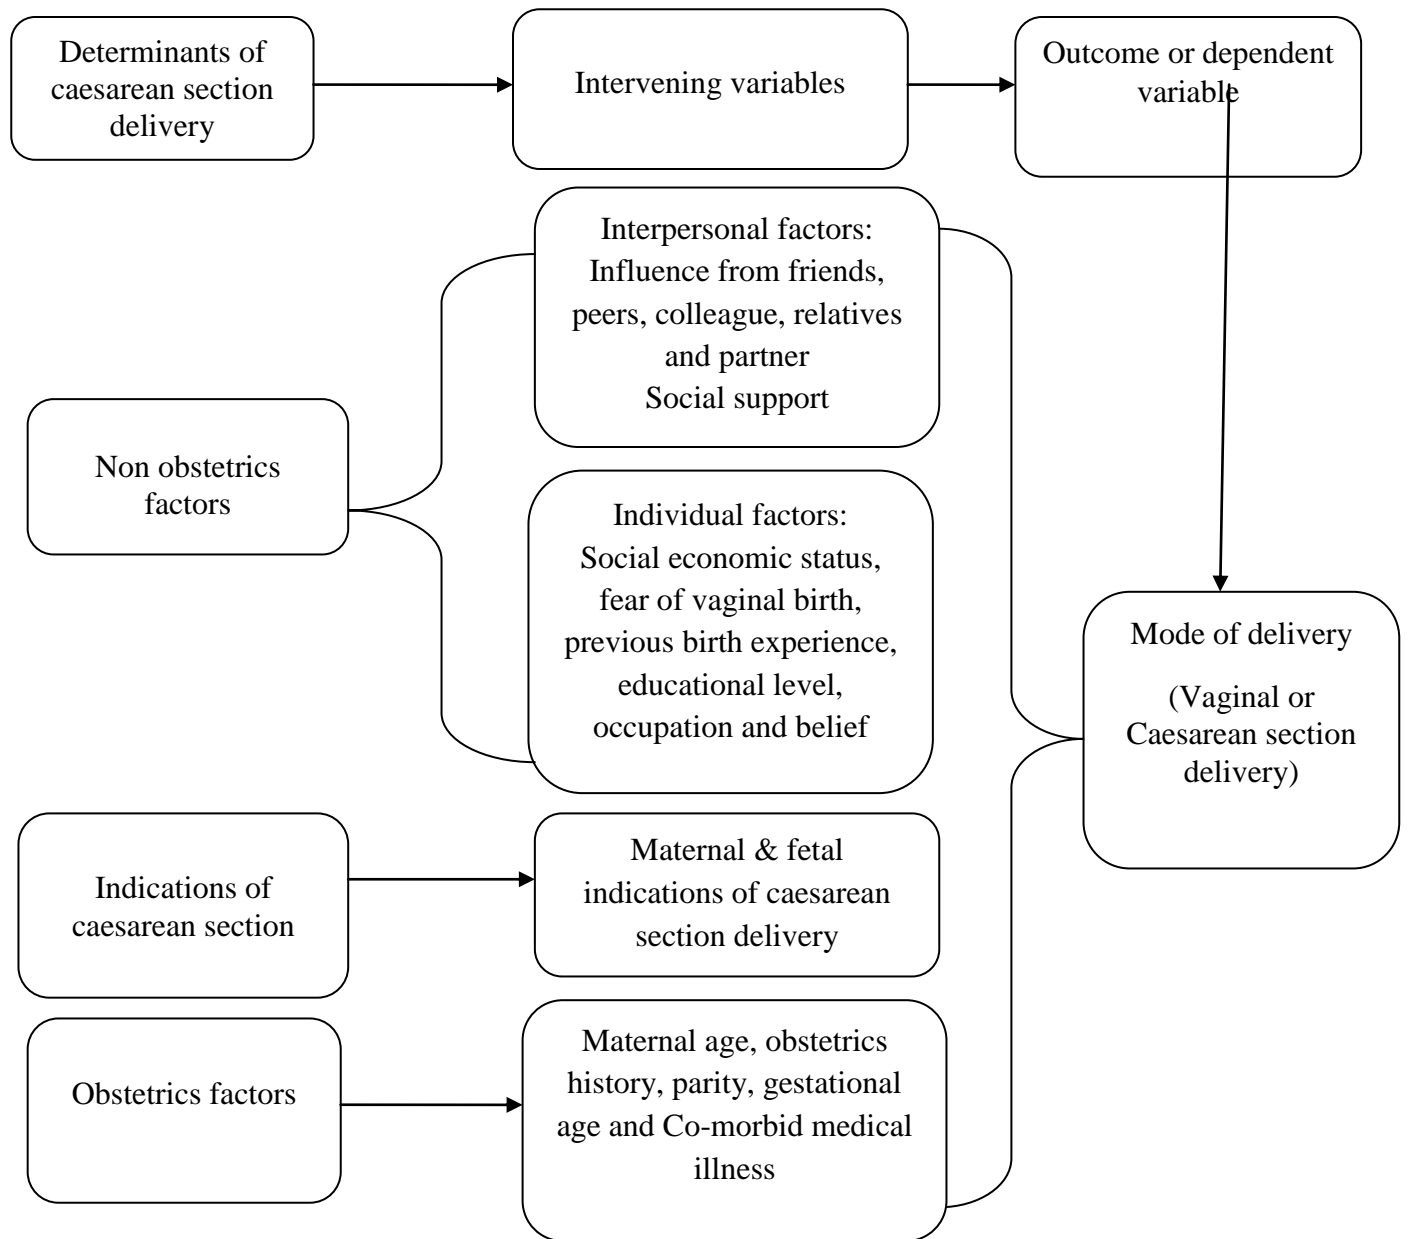 Determinants of
caesarean section
delivery
Intervening variables
Outcome or dependent
variable
Interpersonal factors:
Influence from friends,
peers, colleague, relatives
and partner
Social support
Non obstetrics
factors
Individual factors:
Social economic status,
fear of vaginal birth,
previous birth experience,
educational level,
occupation and belief
Mode of delivery
(Vaginal or
Caesarean section
delivery)
Indications of
caesarean section
Maternal & fetal
indications of caesarean
section delivery
Obstetrics factors
Maternal age, obstetrics
history, parity, gestational
age and Co-morbid medical
illness